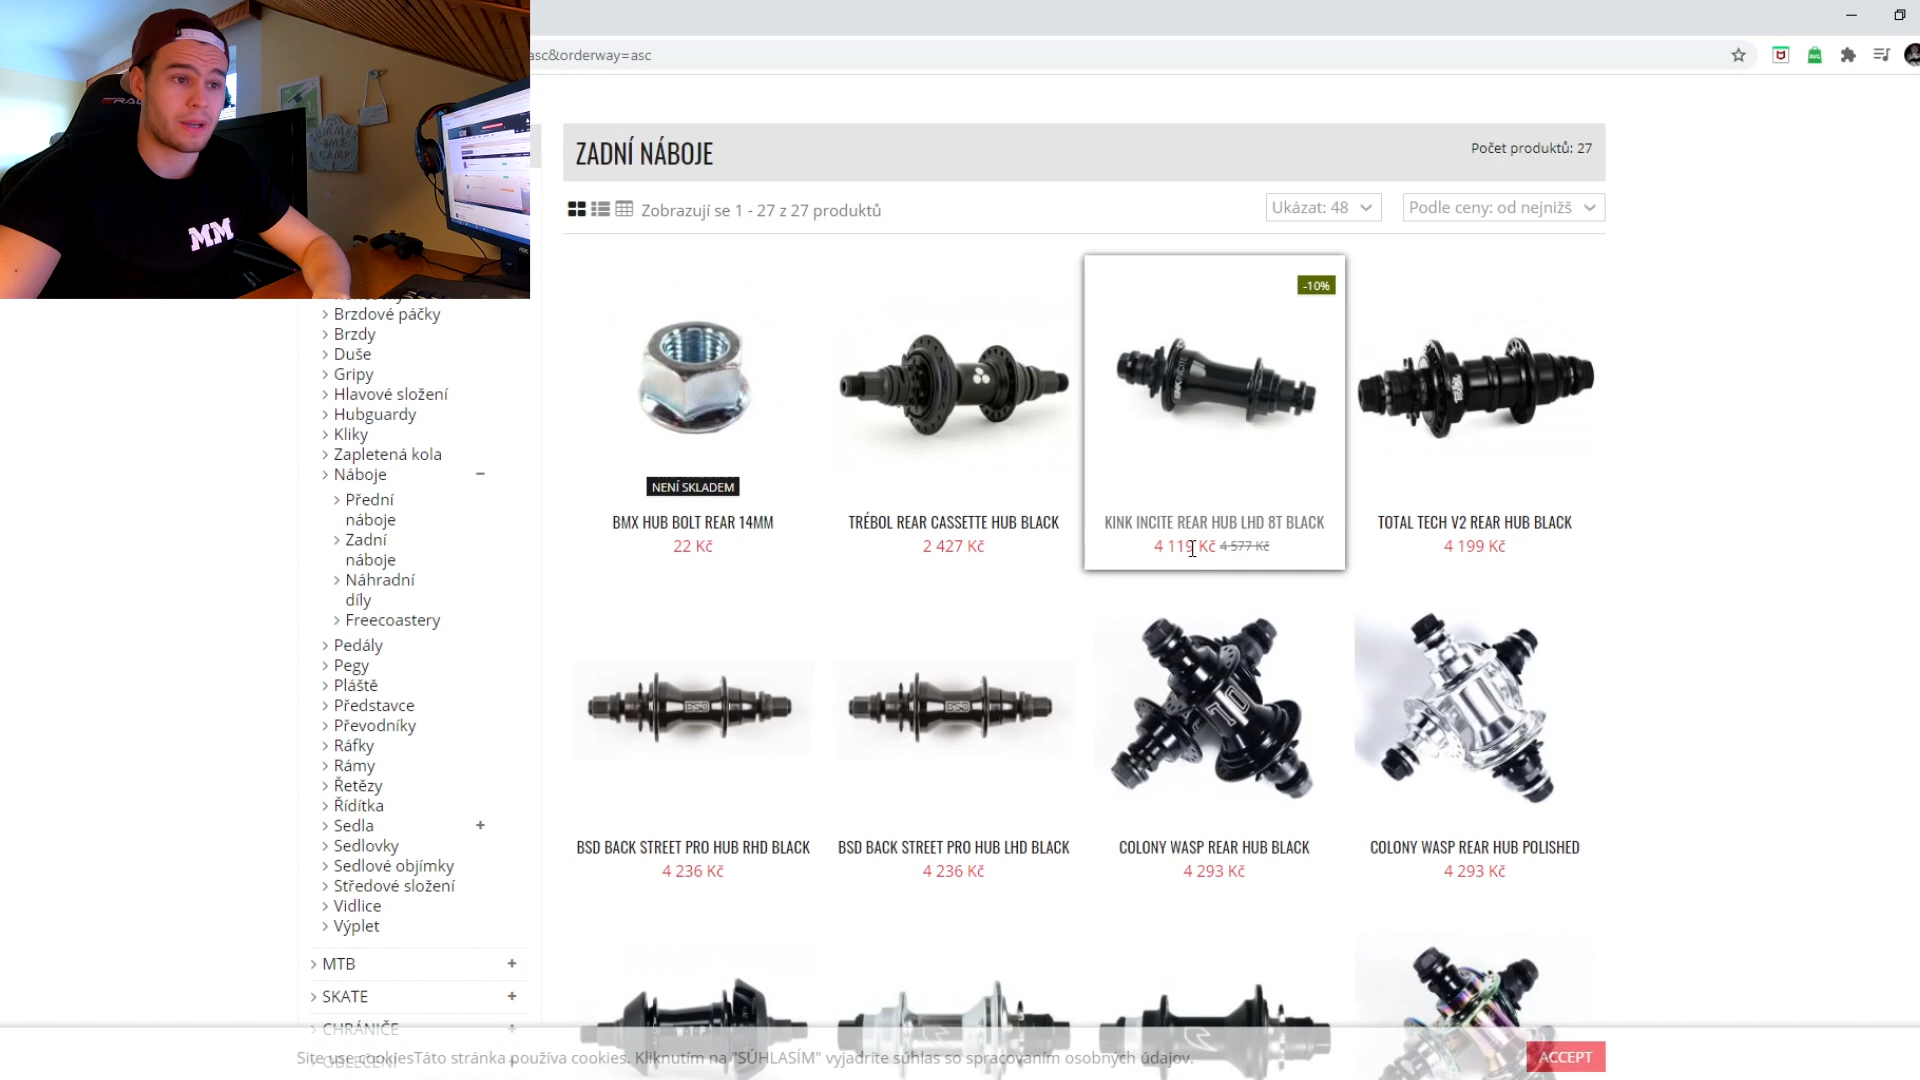 asc&orderway=asc
SUMMER
BMX
CAMP
MM
ZADNÍ NÁBOJE
Počet produktů: 27
Zobrazují se 1 - 27 z 27 produktů
Ukázat: 48
Podle ceny: od nejnižš
Brzdové páčky
Brzdy
Duše
Gripy
Hlavové složení
Hubguardy
Kliky
Zapletená kola
Náboje
Přední
náboje
Zadní
náboje
Náhradní
díly
Freecoastery
Pedály
Pegy
Pláště
Představce
Převodníky
Ráfky
Rámy
Řetězy
Řídítka
Sedla
Sedlovky
Sedlové objímky
Středové složení
Vidlice
Výplet
MTB
SKATE
CHRÁNIČE
OBLEČENÍ
NENÍ SKLADEM
BMX HUB BOLT REAR 14MM
22 Kč
TRÉBOL REAR CASSETTE HUB BLACK
2 427 Kč
-10%
KINK INCITE REAR HUB LHD 8T BLACK
4 119 Kč 4 577 Kč
TOTAL TECH V2 REAR HUB BLACK
4 199 Kč
BSD
BSD BACK STREET PRO HUB RHD BLACK
4 236 Kč
BSD
BSD BACK STREET PRO HUB LHD BLACK
4 236 Kč
COLONY WASP REAR HUB BLACK
4 293 Kč
COLONY WASP REAR HUB POLISHED
4 293 Kč
Site use cookiesTáto stránka používa cookies. Kliknutím na "SÚHLASÍM" vyjadríte súhlas so spracovaním osobných údajov.
ACCEPT